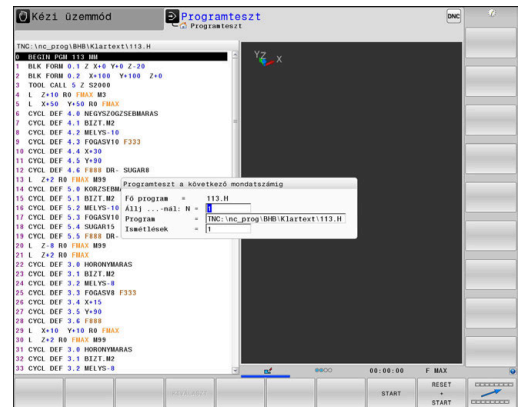 Kézi üzemmód
Programteszt
Programteszt
DNC
TNC:\nc_prog\BHB\Klartext\113.H
0 BEGIN PGM 113 MM
1 BLK FORM 0.1 Z X+0 Y+0 Z-20
2 BLK FORM 0.2 X+100 Y+100 Z+0
3 TOOL CALL 5 Z S2000
4 L Z+10 R0 FMAX M3
5 L X+50 Y+50 R0 FMAX
6 CYCL DEF 4.0 NEGYSZOGZSEBMARAS
7 CYCL DEF 4.1 BIZT.M2
8 CYCL DEF 4.2 MELYS-10
9 CYCL DEF 4.3 FOGASV10 F333
10 CYCL DEF 4.4 X+30
11 CYCL DEF 4.5 Y+90
12 CYCL DEF 4.6 F888 DR- SUGAR8
13 L Z+2 R0 FMAX M99
14 CYCL DEF 5.0 KORZSEBM
15 CYCL DEF 5.1 BIZT.M2
16 CYCL DEF 5.2 MELYS-10
17 CYCL DEF 5.3 FOGASV10
18 CYCL DEF 5.4 SUGAR15
19 CYCL DEF 5.5 F888 DR-
20 L Z-8 R0 FMAX M99
21 L Z+2 R0 FMAX
22 CYCL DEF 3.0 HORONYMARAS
23 CYCL DEF 3.1 BIZT.M2
24 CYCL DEF 3.2 MELYS-8
25 CYCL DEF 3.3 FOGASV8 F333
26 CYCL DEF 3.4 X+15
27 CYCL DEF 3.5 Y+90
28 CYCL DEF 3.6 F888
29 L X+10 Y+10 R0 FMAX
30 L Z+2 R0 FMAX M99
31 CYCL DEF 3.0 HORONYMARAS
32 CYCL DEF 3.1 BIZT.M2
33 CYCL DEF 3.2 MELYS-8
YZ X
Programteszt a következő mondatszámig
Fő program = 113.H
Állj ...-nál: N = 1
Program = TNC:\nc_prog\BHB\Klartext\113.H
Ismétlések = 1
00:00:00 F MAX
START
RESET
+
START